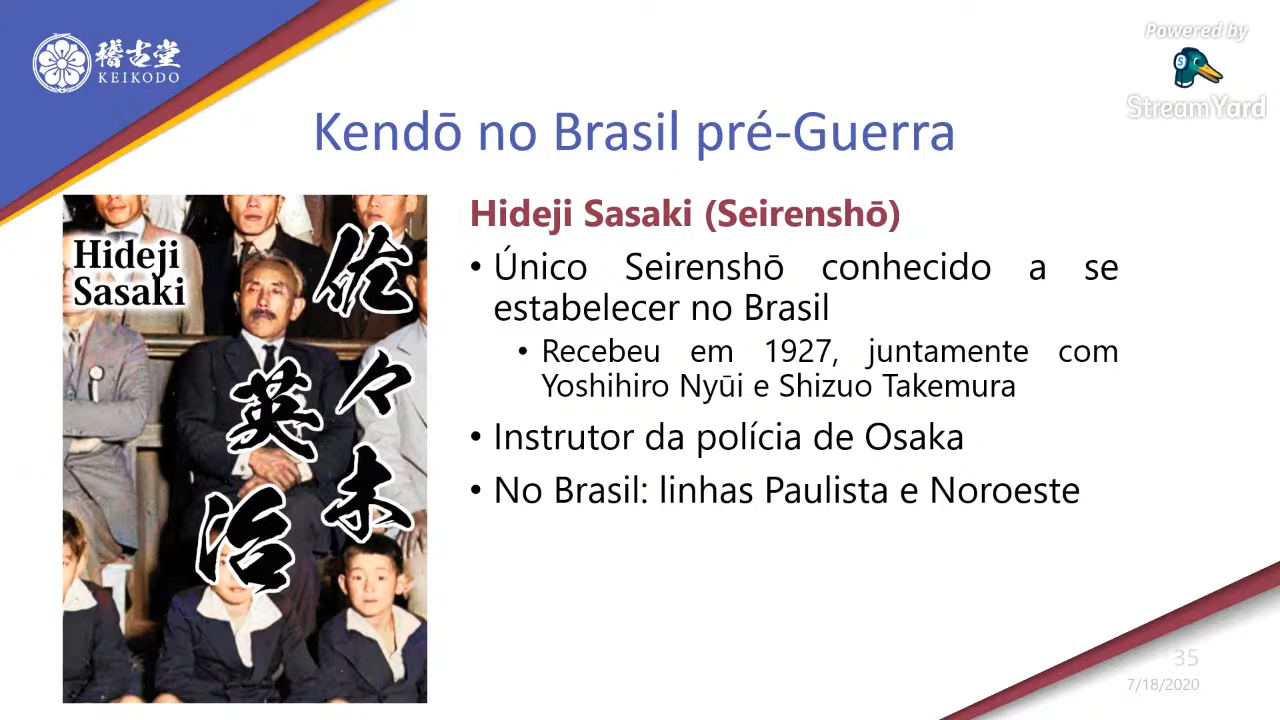 稽古堂
KEIKODO
Powered by
StreamYard
Kendō no Brasil pré-Guerra
Hideji
Sasaki
佐々木
英治
Hideji Sasaki (Seirenshō)
• Único Seirenshō conhecido a se
estabelecer no Brasil
• Recebeu em 1927, juntamente com
Yoshihiro Nyūi e Shizuo Takemura
• Instrutor da polícia de Osaka
• No Brasil: linhas Paulista e Noroeste
35
7/18/2020